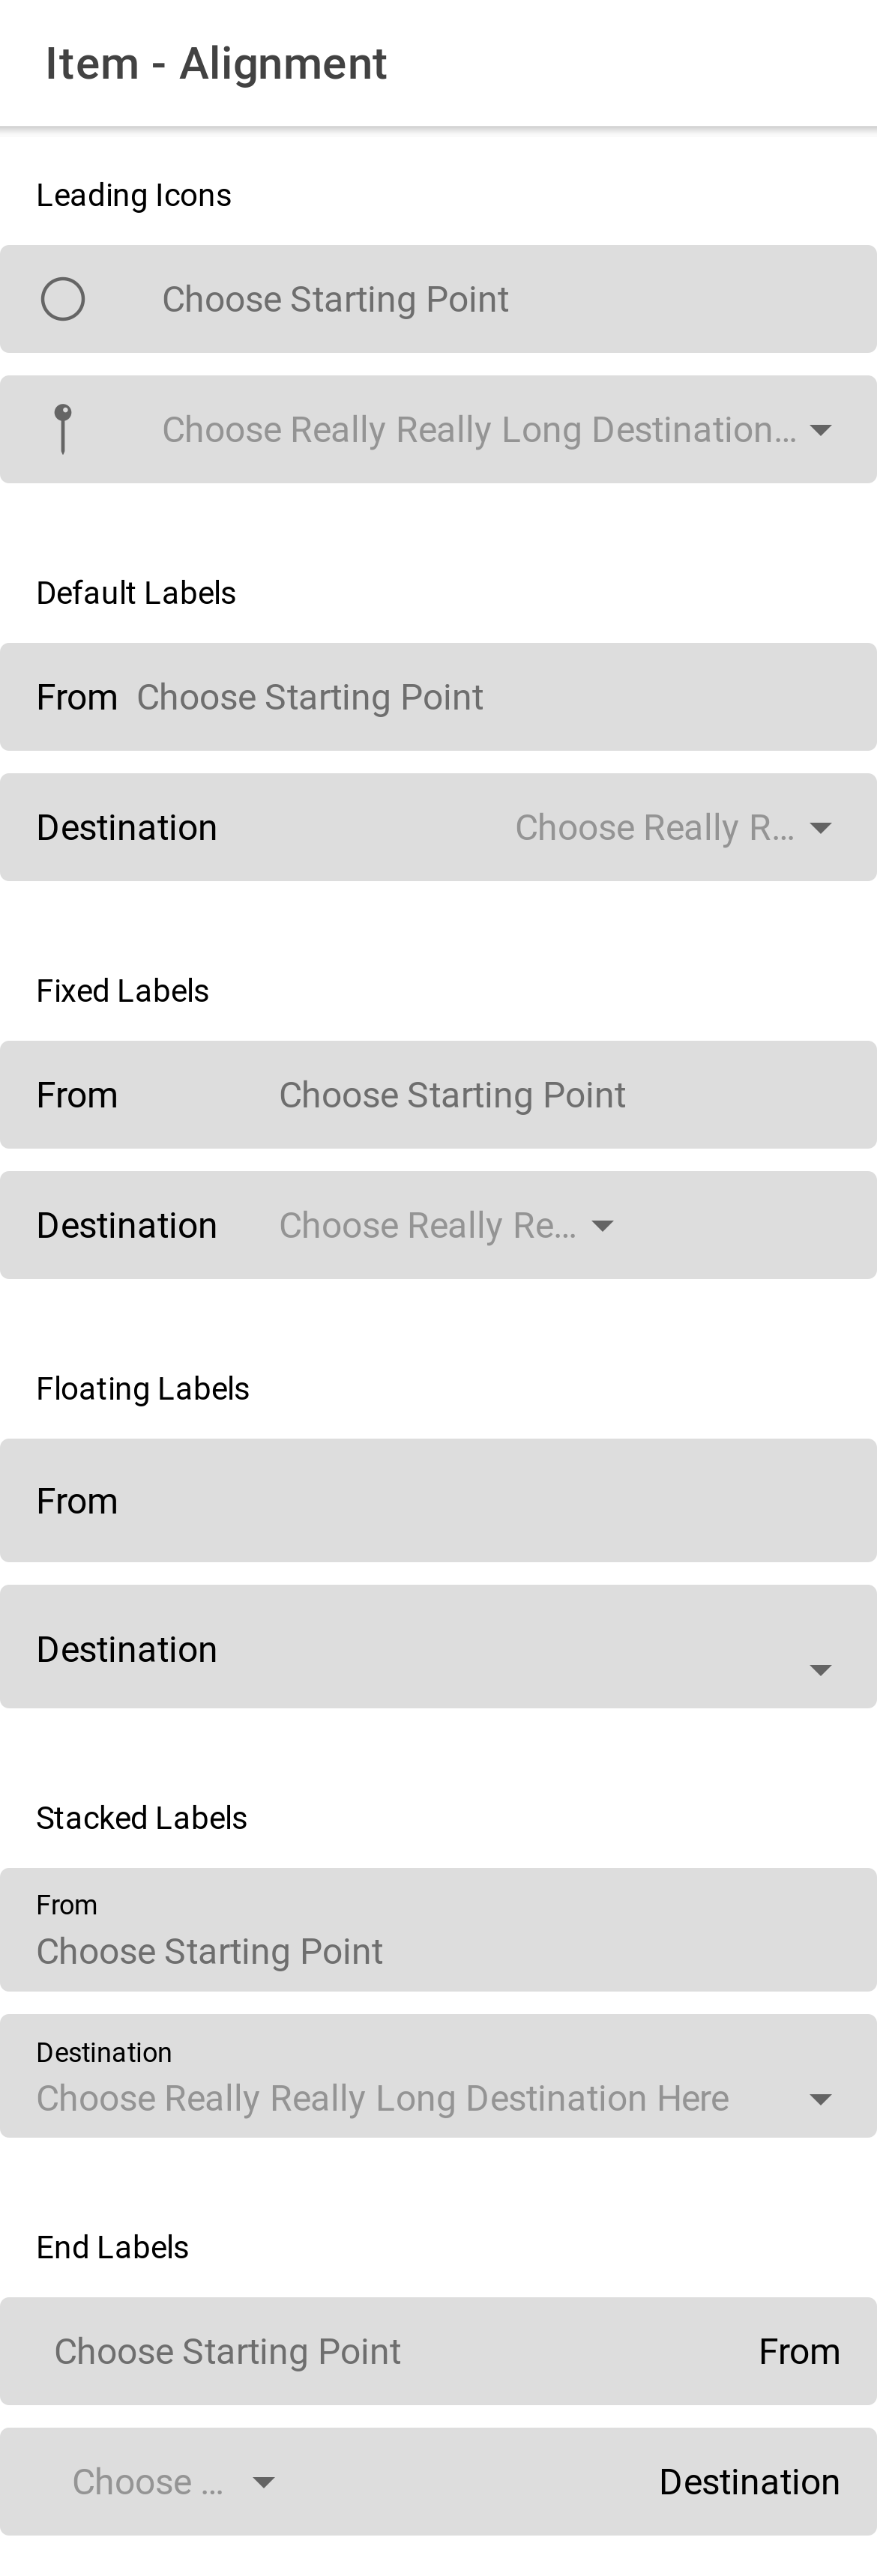 Item - Alignment
Leading Icons
Choose Starting Point
Choose Really Really Long Destination...
Default Labels
From Choose Starting Point
Destination Choose Really R...
Fixed Labels
From Choose Starting Point
Destination Choose Really Re...
Floating Labels
From
Destination
Stacked Labels
From
Choose Starting Point
Destination
Choose Really Really Long Destination Here
End Labels
Choose Starting Point From
Choose ... Destination